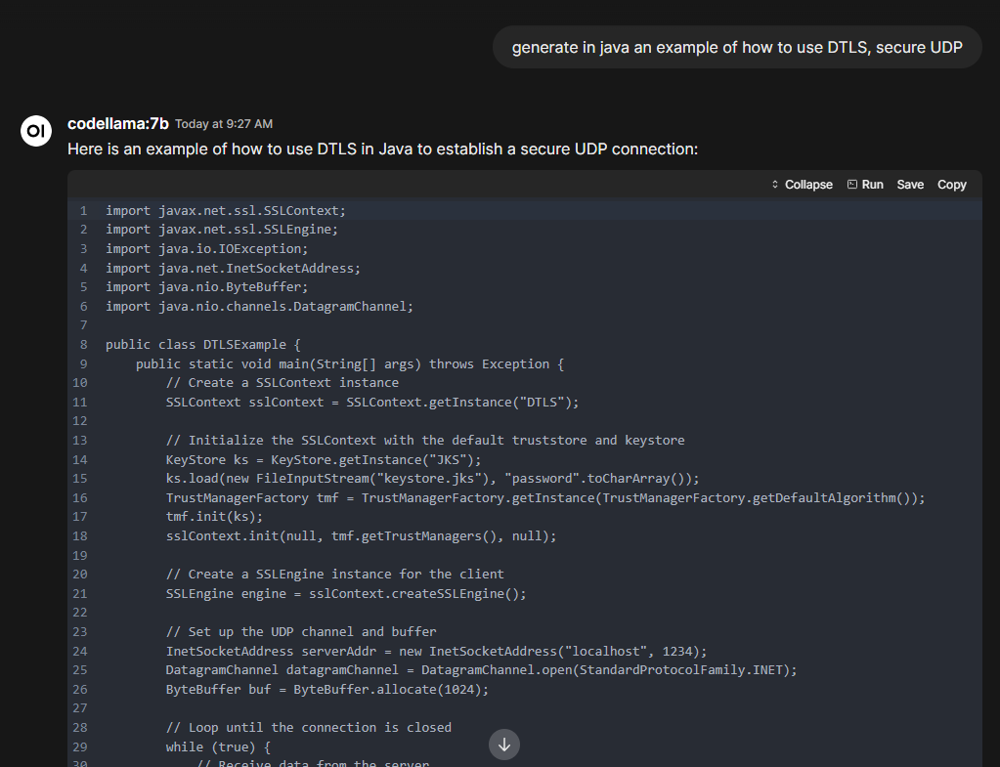 generate in java an example of how to use DTLS, secure UDP
OI
codellama:7b Today at 9:27 AM
Here is an example of how to use DTLS in Java to establish a secure UDP connection:
Collapse Run Save Copy
1 import javax.net.ssl.SSLContext;
2 import javax.net.ssl.SSLEngine;
3 import java.io.IOException;
4 import java.net.InetSocketAddress;
5 import java.nio.ByteBuffer;
6 import java.nio.channels.DatagramChannel;
7
8 public class DTLSExample {
9     public static void main(String[] args) throws Exception {
10         // Create a SSLContext instance
11         SSLContext sslContext = SSLContext.getInstance("DTLS");
12
13         // Initialize the SSLContext with the default truststore and keystore
14         KeyStore ks = KeyStore.getInstance("JKS");
15         ks.load(new FileInputStream("keystore.jks"), "password".toCharArray());
16         TrustManagerFactory tmf = TrustManagerFactory.getInstance(TrustManagerFactory.getDefaultAlgorithm());
17         tmf.init(ks);
18         sslContext.init(null, tmf.getTrustManagers(), null);
19
20         // Create a SSLEngine instance for the client
21         SSLEngine engine = sslContext.createSSLEngine();
22
23         // Set up the UDP channel and buffer
24         InetSocketAddress serverAddr = new InetSocketAddress("localhost", 1234);
25         DatagramChannel datagramChannel = DatagramChannel.open(StandardProtocolFamily.INET);
26         ByteBuffer buf = ByteBuffer.allocate(1024);
27
28         // Loop until the connection is closed
29         while (true) {
30             // Receive data from the server